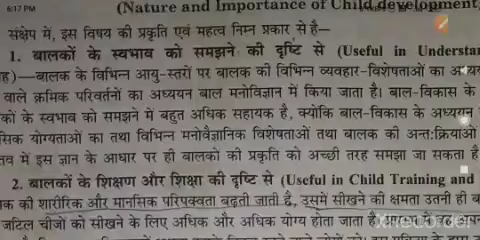 6:17 PM
(Nature and Importance of Child development
संक्षेप में, इस विषय की प्रकृति एवं महत्व निम्न प्रकार से है—
1. बालकों के स्वभाव को समझने की दृष्टि से (Useful in Understa
—बालक के विभिन्न आयु-स्तरों पर बालक की विभिन्न व्यवहार-विशेषताओं का
वाले क्रमिक परिवर्तनों का अध्ययन बाल मनोविज्ञान में किया जाता है। बाल-विकास के
कों के स्वभाव को समझने में बहुत अधिक सहायक है, क्योंकि बाल-विकास के अध्ययन
सिक योग्यताओं का तथा विभिन्न मनोवैज्ञानिक विशेषताओं तथा बालक की अन्त:क्रियाओ
में इस ज्ञान के आधार पर ही बालकों की प्रकृति को अच्छी तरह समझा जा सकता है
2. बालकों के शिक्षण और शिक्षा की दृष्टि से (Useful in Child Training and
क की शारीरिक और मानसिक परिपक्वता बढ़ती जाती है, उसमें सीखने की क्षमता उतनी ही
जटिल चीजों को सीखने के लिए अधिक और अधिक योग्य होता जाता है।